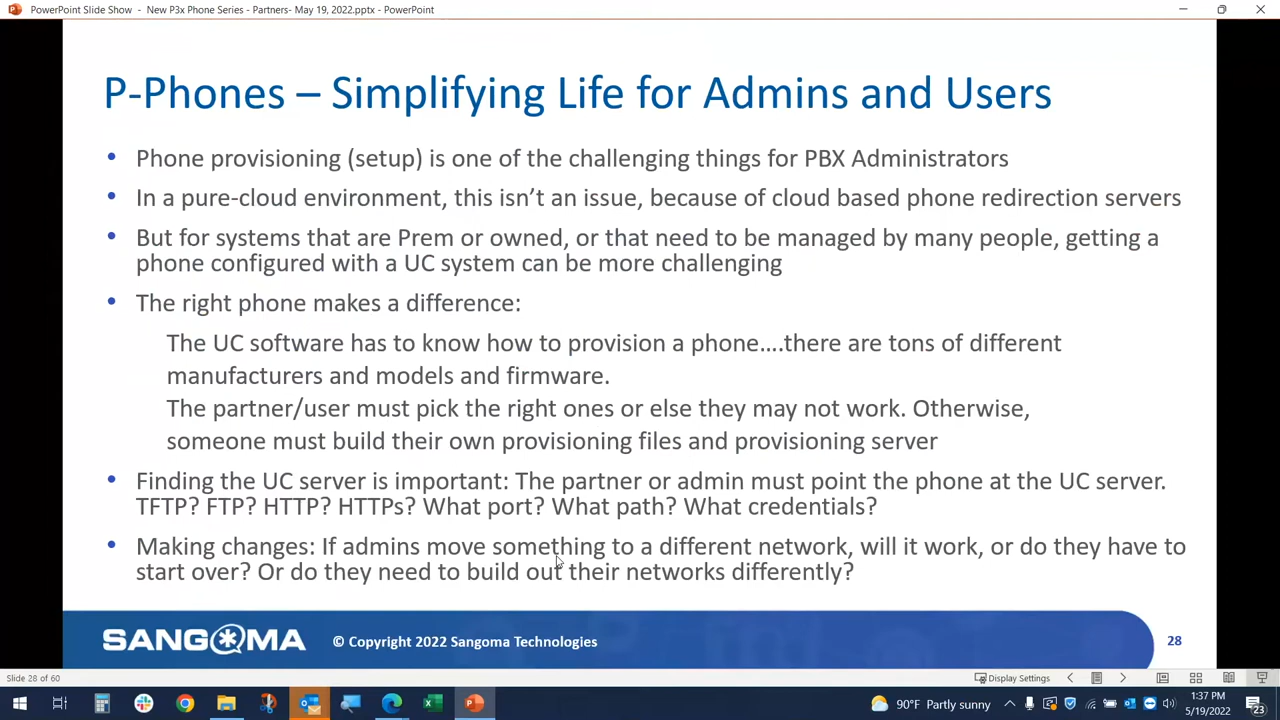 PowerPoint Slide Show - New P3x Phone Series - Partners- May 19, 2022.pptx - PowerPoint
P-Phones – Simplifying Life for Admins and Users
• Phone provisioning (setup) is one of the challenging things for PBX Administrators
• In a pure-cloud environment, this isn’t an issue, because of cloud based phone redirection servers
• But for systems that are Prem or owned, or that need to be managed by many people, getting a
phone configured with a UC system can be more challenging
• The right phone makes a difference:
The UC software has to know how to provision a phone….there are tons of different
manufacturers and models and firmware.
The partner/user must pick the right ones or else they may not work. Otherwise,
someone must build their own provisioning files and provisioning server
• Finding the UC server is important: The partner or admin must point the phone at the UC server.
TFTP? FTP? HTTP? HTTPs? What port? What path? What credentials?
• Making changes: If admins move something to a different network, will it work, or do they have to
start over? Or do they need to build out their networks differently?
SANGOMA © Copyright 2022 Sangoma Technologies 28
Slide 28 of 60 Display Settings
90°F Partly sunny 1:37 PM
5/19/2022 23